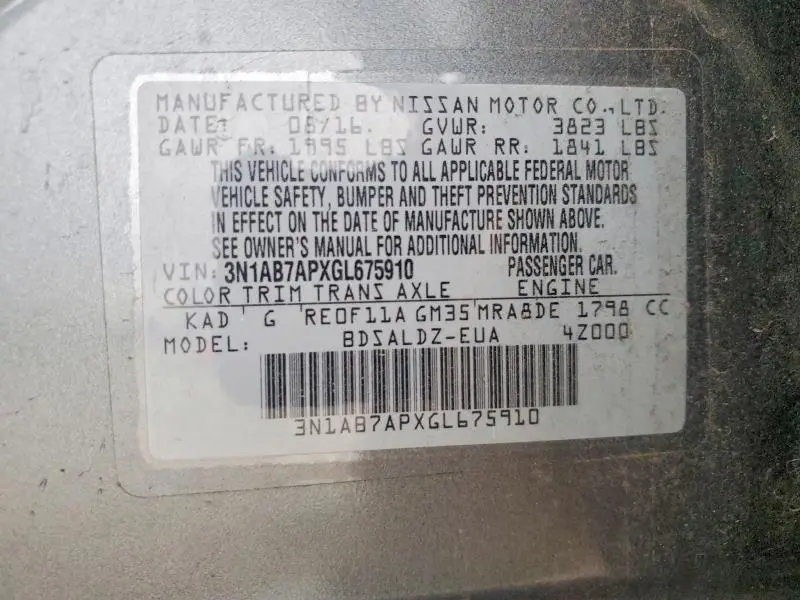 MANUFACTURED BY NISSAN MOTOR CO.,LTD.
DATE: 08/16. GVWR: 3823 LBS
GAWR FR: 1995 LBS GAWR RR: 1841 LBS
THIS VEHICLE CONFORMS TO ALL APPLICABLE FEDERAL MOTOR
VEHICLE SAFETY, BUMPER AND THEFT PREVENTION STANDARDS
IN EFFECT ON THE DATE OF MANUFACTURE SHOWN ABOVE.
SEE OWNER'S MANUAL FOR ADDITIONAL INFORMATION.
VIN: 3N1AB7APXGL675910 PASSENGER CAR.
COLOR TRIM TRANS AXLE ENGINE
KAD G RE0F11A GM35 MRA8DE 1798 CC
MODEL: BDSALDZ-EUA 4Z000
3N1AB7APXGL675910